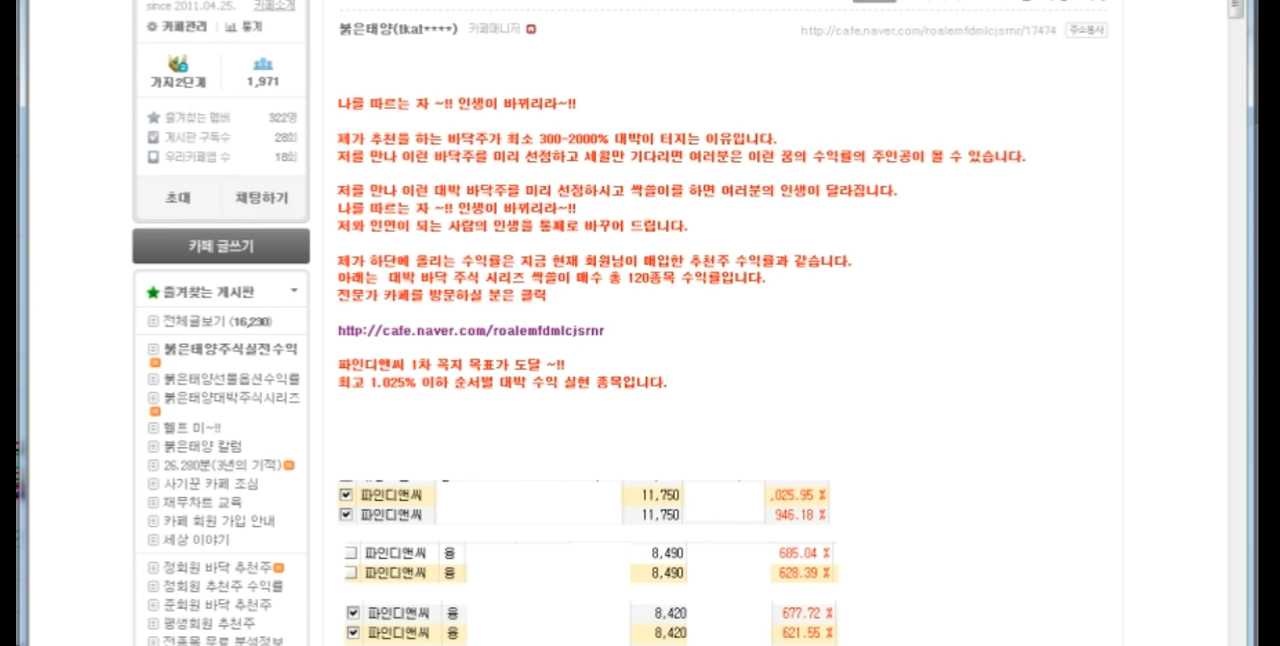 since 2011.04.25. 카페소개
카페관리 통계
가지2단계 1,971
즐겨찾는 멤버 322명
게시판 구독수 28회
우리카페앱 수 18회
초대 채팅하기
카페 글쓰기
즐겨찾는 게시판
전체글보기 (16,230)
붉은태양주식실전수익
붉은태양선물옵션수익률
붉은태양대박주식시리즈
헬프 미~!!
붉은태양 칼럼
26.280분(3년의 기적)
사기꾼 카페 조심
재무차트 교육
카페 회원 가입 안내
세상 이야기
정회원 바닥 추천주
정회원 추천주 수익률
준회원 바닥 추천주
평생회원 추천주
전종목 무료 분석정보
붉은태양(tkat****) 카페매니저
http://cafe.naver.com/roalemfdmlcjsrnr/17474 주소복사
나를 따르는 자 ~!! 인생이 바뀌리라~!!
제가 추천을 하는 바닥주가 최소 300-2000% 대박이 터지는 이유입니다.
저를 만나 이런 바닥주를 미리 선점하고 세월만 기다리면 여러분은 이런 꿈의 수익률의 주인공이 될 수 있습니다.
저를 만나 이런 대박 바닥주를 미리 선점하시고 싹쓸이를 하면 여러분의 인생이 달라집니다.
나를 따르는 자 ~!! 인생이 바뀌리라~!!
저와 인연이 되는 사람의 인생을 통째로 바꾸어 드립니다.
제가 하단에 올리는 수익률은 지금 현재 회원님이 매입한 추천주 수익률과 같습니다.
아래는 대박 바닥 주식 시리즈 싹쓸이 매수 총 120종목 수익률입니다.
전문가 카페를 방문하실 분은 클릭
http://cafe.naver.com/roalemfdmlcjsrnr
파인디앤씨 1차 꼭지 목표가 도달 ~!!
최고 1.025% 이하 순서별 대박 수익 실현 종목입니다.
파인디앤씨 11,750 ,025.95 %
파인디앤씨 11,750 946.18 %
파인디앤씨 융 8,490 685.04 %
파인디앤씨 융 8,490 628.39 %
파인디앤씨 융 8,420 677.72 %
파인디앤씨 융 8,420 621.55 %